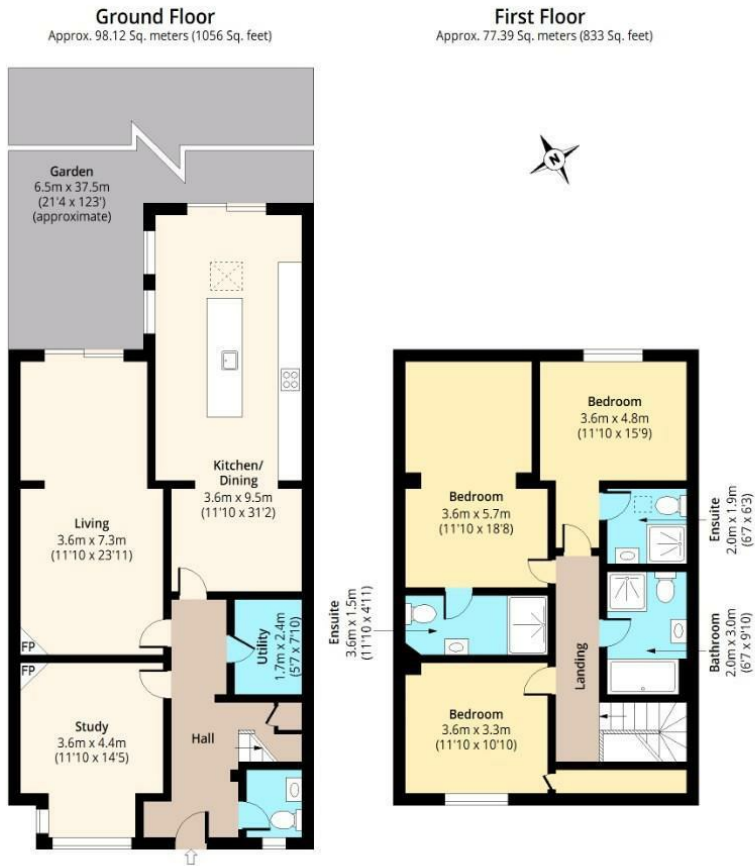 Ground Floor
Approx. 98.12 Sq. meters (1056 Sq. feet)
Garden
6.5m x 37.5m
(21'4 x 123')
(approximate)
Kitchen/
Dining
3.6m x 9.5m
(11'10 x 31'2)
Living
3.6m x 7.3m
(11'10 x 23'11)
FP
FP
Utility
1.7m x 2.4m
(5'7 x 7'10)
Study
3.6m x 4.4m
(11'10 x 14'5)
Hall
First Floor
Approx. 77.39 Sq. meters (833 Sq. feet)
N
Bedroom
3.6m x 4.8m
(11'10 x 15'9)
Bedroom
3.6m x 5.7m
(11'10 x 18'8)
Ensuite
2.0m x 1.9m
(6'7 x 6'3)
Ensuite
3.6m x 1.5m
(11'10 x 4'11)
Bathroom
2.0m x 3.0m
(6'7 x 9'10)
Landing
Bedroom
3.6m x 3.3m
(11'10 x 10'10)